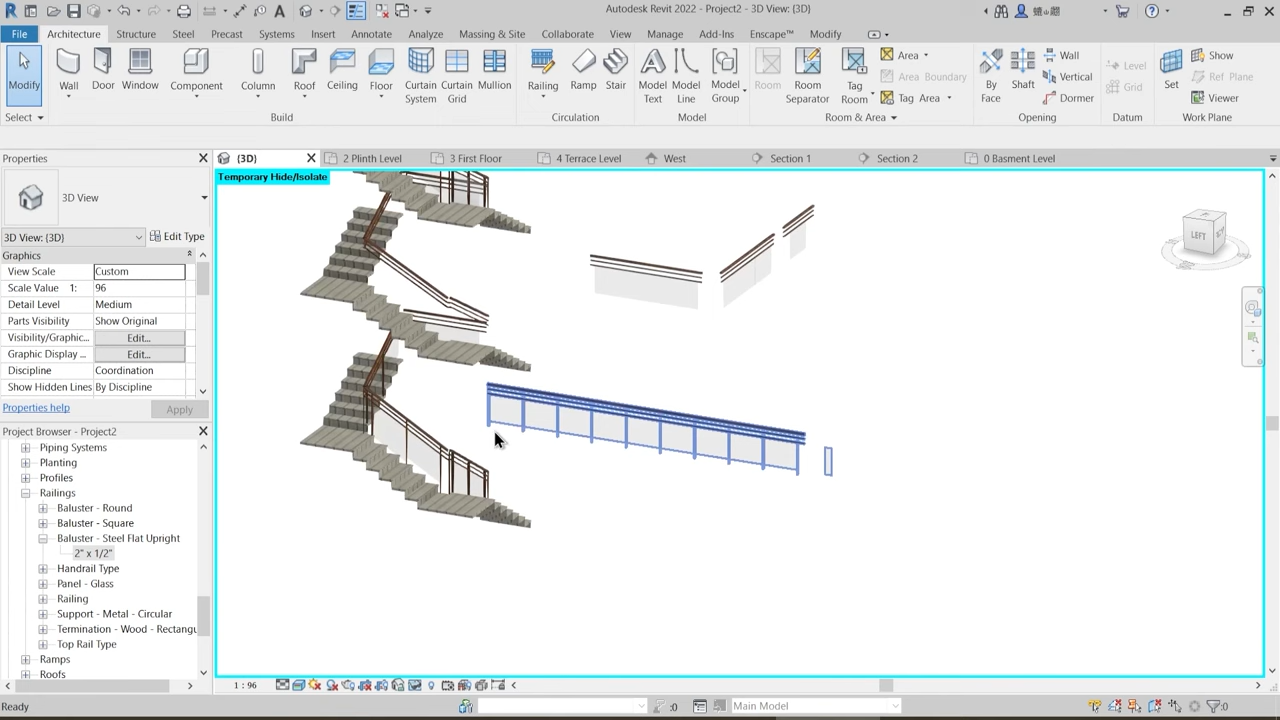 Autodesk Revit 2022 - Project2 - 3D View: {3D}
File Architecture Structure Steel Precast Systems Insert Annotate Analyze Massing & Site Collaborate View Manage Add-Ins Enscape™ Modify
Modify Wall Door Window Component Column Roof Ceiling Floor Curtain System Curtain Grid Mullion Railing Ramp Stair Model Text Model Line Model Group Room Room Separator Tag Room Area Area Boundary Tag Area By Face Shaft Wall Vertical Dormer Level Grid Set Show Ref Plane Viewer
Select Build Circulation Model Room & Area Opening Datum Work Plane
Properties
{3D} 2 Plinth Level 3 First Floor 4 Terrace Level West Section 1 Section 2 0 Basment Level
Temporary Hide/Isolate
LEFT
3D View
3D View: {3D} Edit Type
Graphics
View Scale Custom
Scale Value 1: 96
Detail Level Medium
Parts Visibility Show Original
Visibility/Graphic... Edit...
Graphic Display ... Edit...
Discipline Coordination
Show Hidden Lines By Discipline
Properties help Apply
Project Browser - Project2
Piping Systems
Planting
Profiles
Railings
Baluster - Round
Baluster - Square
Baluster - Steel Flat Upright
2" x 1/2"
Handrail Type
Panel - Glass
Railing
Support - Metal - Circular
Termination - Wood - Rectangu
Top Rail Type
Ramps
Roofs
1 : 96
Ready :0 Main Model :0